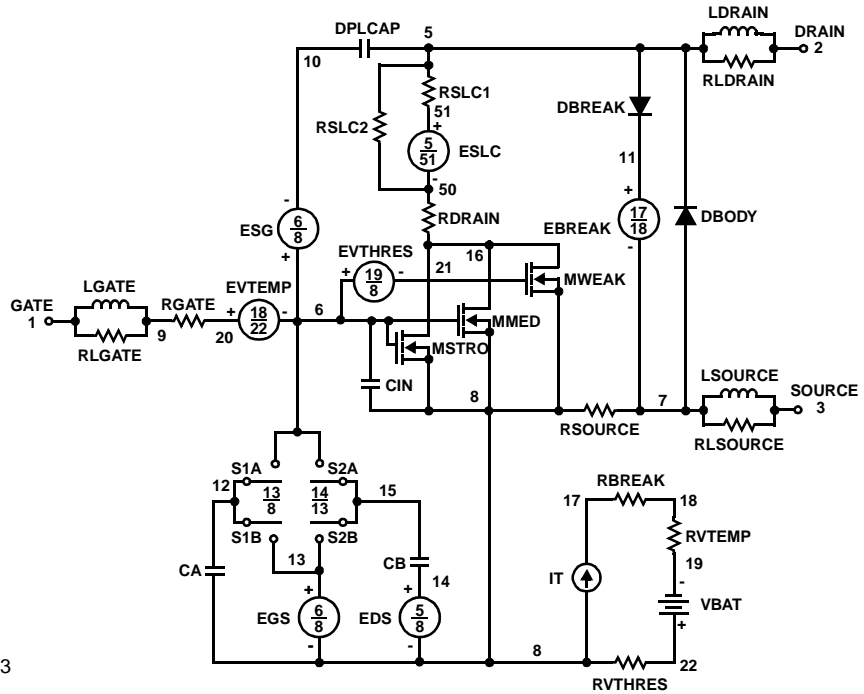 LDRAIN
DPLCAP 5 DRAIN
10 2
RLDRAIN
RSLC1
DBREAK
51
RSLC2 +
5
51
ESLC
11
-
50
- +
6
8
ESG
RDRAIN
17
18
EBREAK
DBODY
+
EVTHRES
16
-
LGATE
+ 19
8
- 21
MWEAK
EVTEMP
GATE
1
RGATE + 18
22
- 6
MMED
9
20
RLGATE
MSTRO
CIN
LSOURCE
8 7 SOURCE
3
RSOURCE
RLSOURCE
S1A S2A
12
13
8
14
13
15
RBREAK
17 18
S1B S2B
RVTEMP
13
CA
CB
19
IT
14
-
+ +
VBAT
EGS
6
8
EDS
5
8
+
- -
8
22
RVTHRES
3